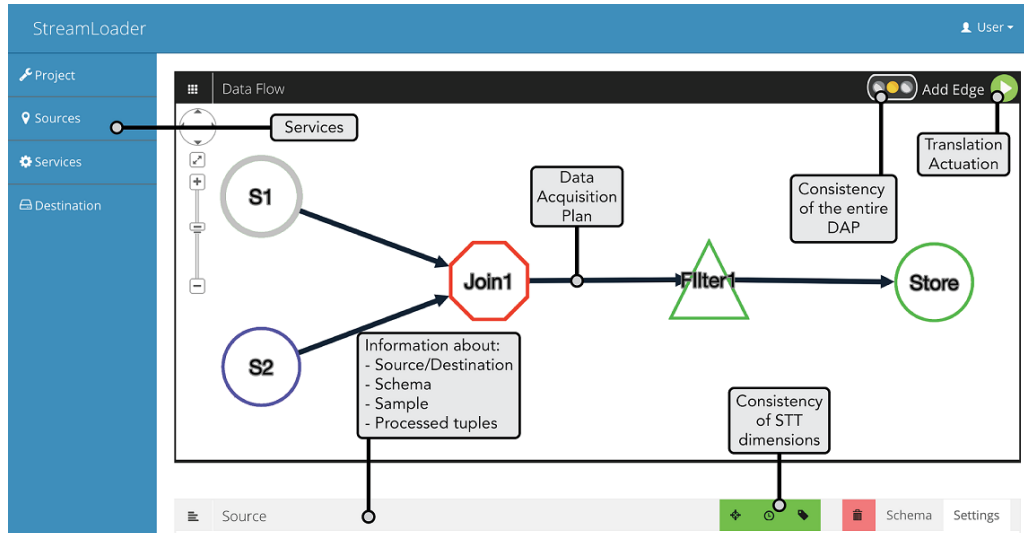 StreamLoader
User
Project
Sources
Services
Destination
Data Flow
Add Edge
Services
Translation
Actuation
Data
Acquisition
Plan
Consistency
of the entire
DAP
S1
Join1
FIlter1
Store
S2
Information about:
- Source/Destination
- Schema
- Sample
- Processed tuples
Consistency
of STT
dimensions
Source
Schema
Settings